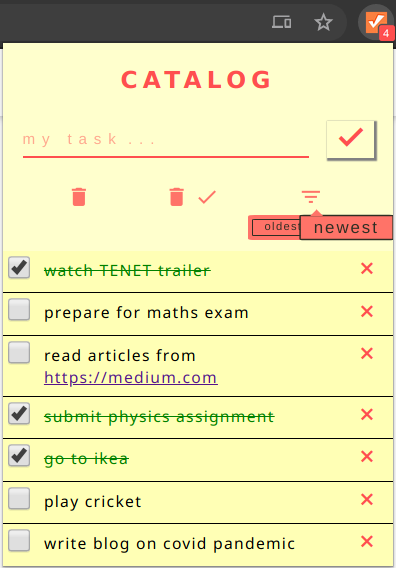 4
CATALOG
my task...
oldest newest
watch TENET trailer
prepare for maths exam
read articles from
https://medium.com
submit physics assignment
go to ikea
play cricket
write blog on covid pandemic